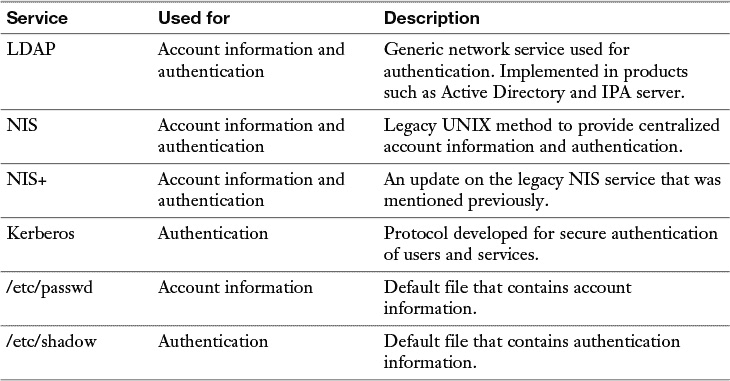 Service Used for Description
LDAP Account information and Generic network service used for
authentication authentication. Implemented in products
such as Active Directory and IPA server.
NIS Account information and Legacy UNIX method to provide centralized
authentication account information and authentication.
NIS+ Account information and An update on the legacy NIS service that was
authentication mentioned previously.
Kerberos Authentication Protocol developed for secure authentication
of users and services.
/etc/passwd Account information Default file that contains account
information.
/etc/shadow Authentication Default file that contains authentication
information.